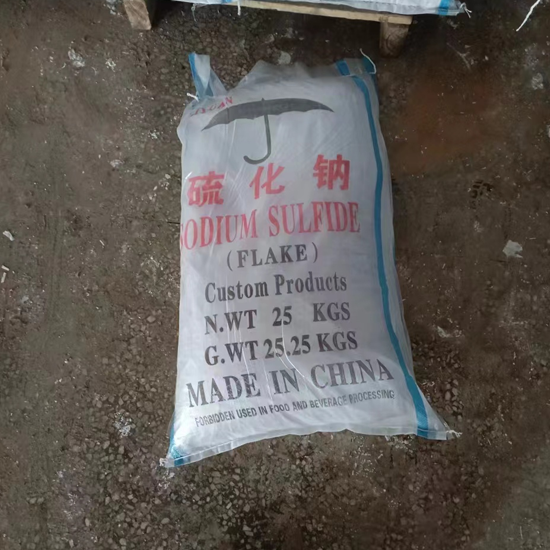 硫化钠
SODIUM SULFIDE
(FLAKE)
Custom Products
N.WT 25 KGS
G.WT 25.25 KGS
MADE IN CHINA
FORBIDDEN USED IN FOOD AND BEVERAGE PROCESSING